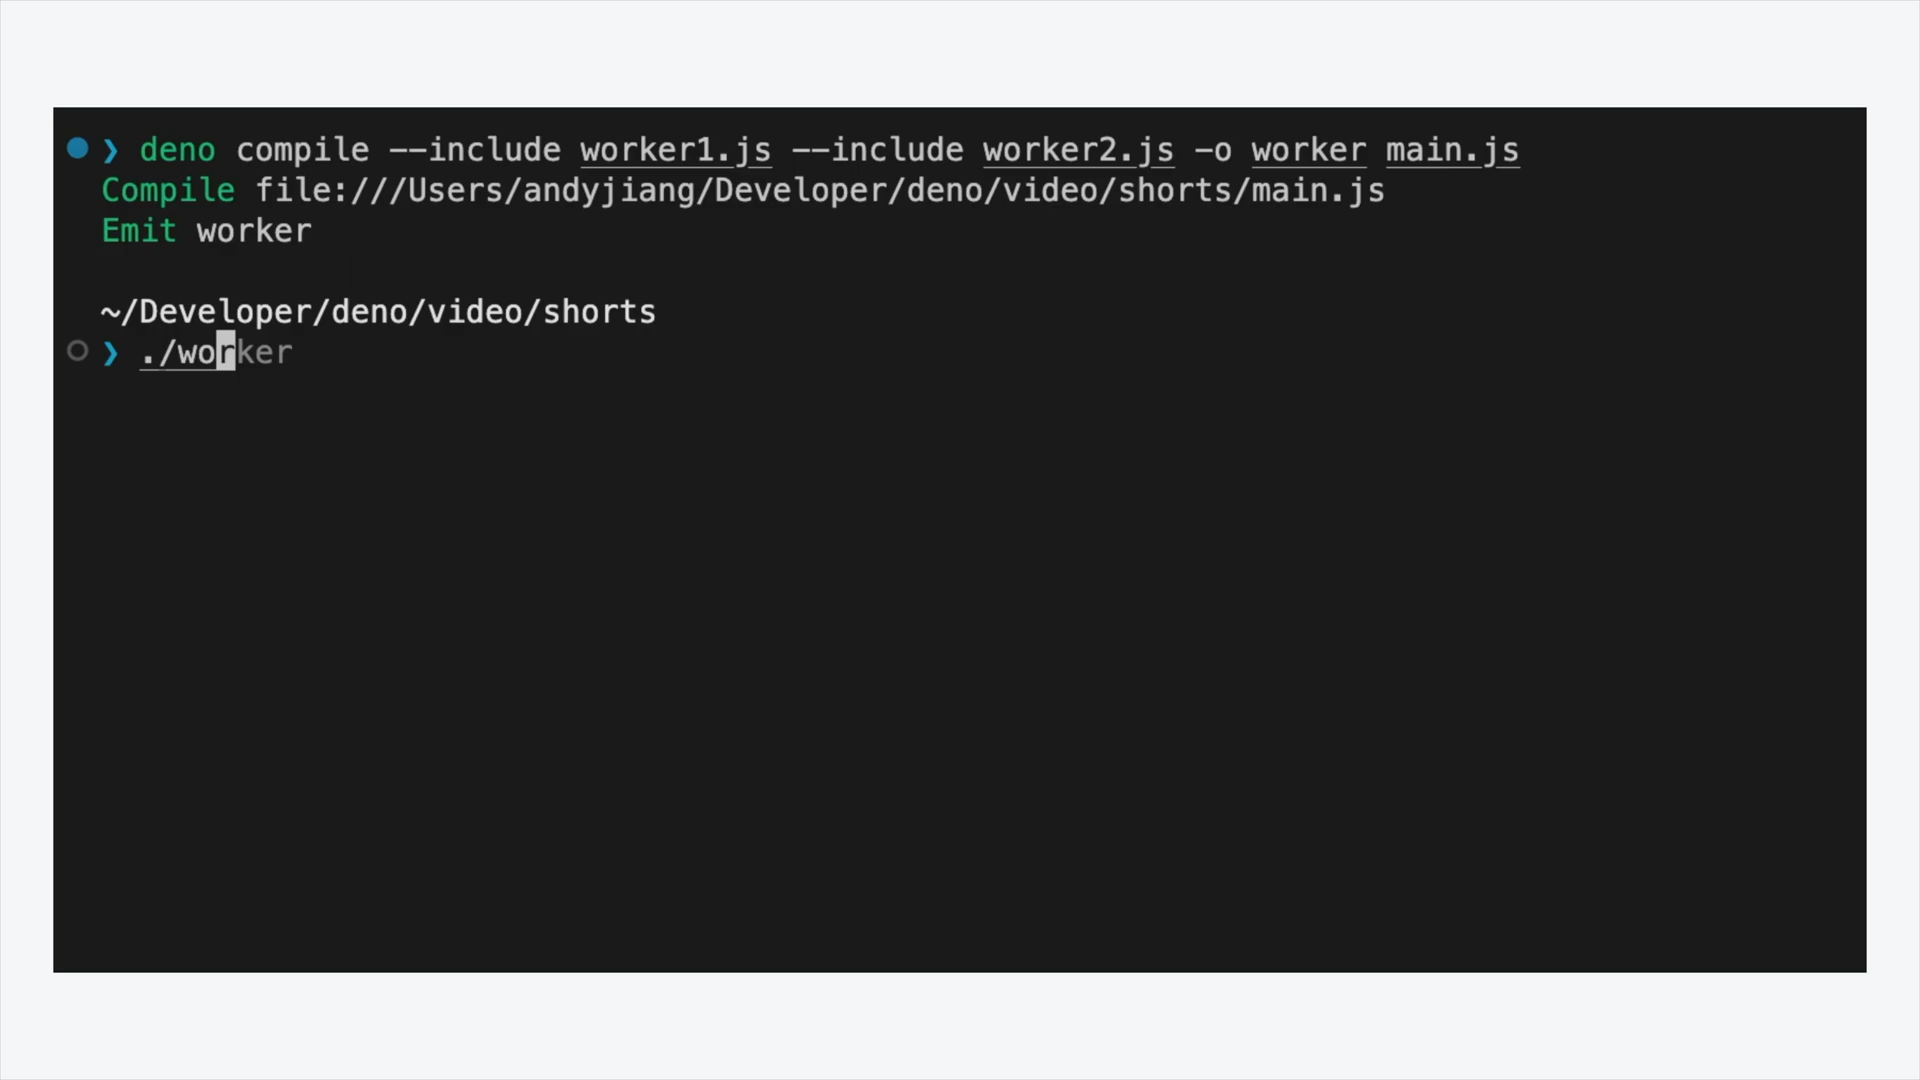 ❯ deno compile --include worker1.js --include worker2.js -o worker main.js
Compile file:///Users/andyjiang/Developer/deno/video/shorts/main.js
Emit worker
~/Developer/deno/video/shorts
❯ ./worker